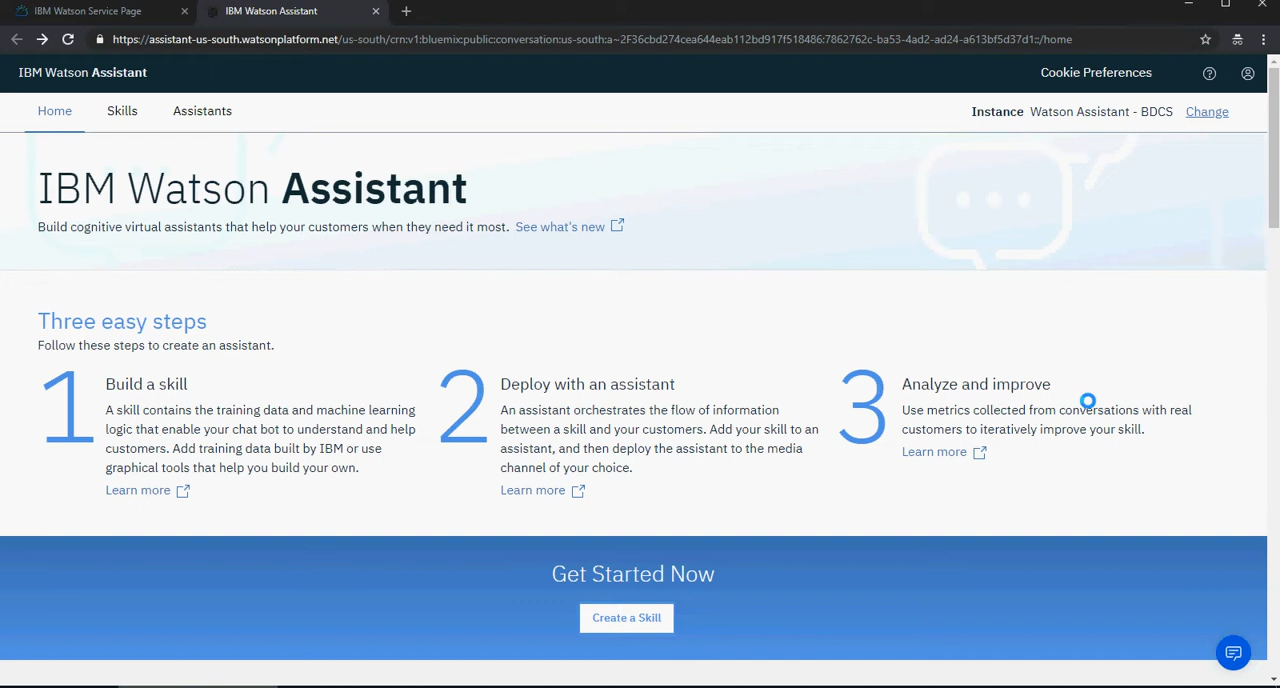 IBM Watson Service Page
IBM Watson Assistant
https://assistant-us-south.watsonplatform.net/us-south/crn:v1:bluemix:public:conversation:us-south:a~2F36cbd274cea644eab112bd917f518486:7862762c-ba53-4ad2-ad24-a613bf5d37d1::/home
IBM Watson Assistant
Cookie Preferences
Home
Skills
Assistants
Instance Watson Assistant - BDCS Change
IBM Watson Assistant
Build cognitive virtual assistants that help your customers when they need it most. See what's new
Three easy steps
Follow these steps to create an assistant.
1
Build a skill
A skill contains the training data and machine learning
logic that enable your chat bot to understand and help
customers. Add training data built by IBM or use
graphical tools that help you build your own.
Learn more
2
Deploy with an assistant
An assistant orchestrates the flow of information
between a skill and your customers. Add your skill to an
assistant, and then deploy the assistant to the media
channel of your choice.
Learn more
3
Analyze and improve
Use metrics collected from conversations with real
customers to iteratively improve your skill.
Learn more
Get Started Now
Create a Skill